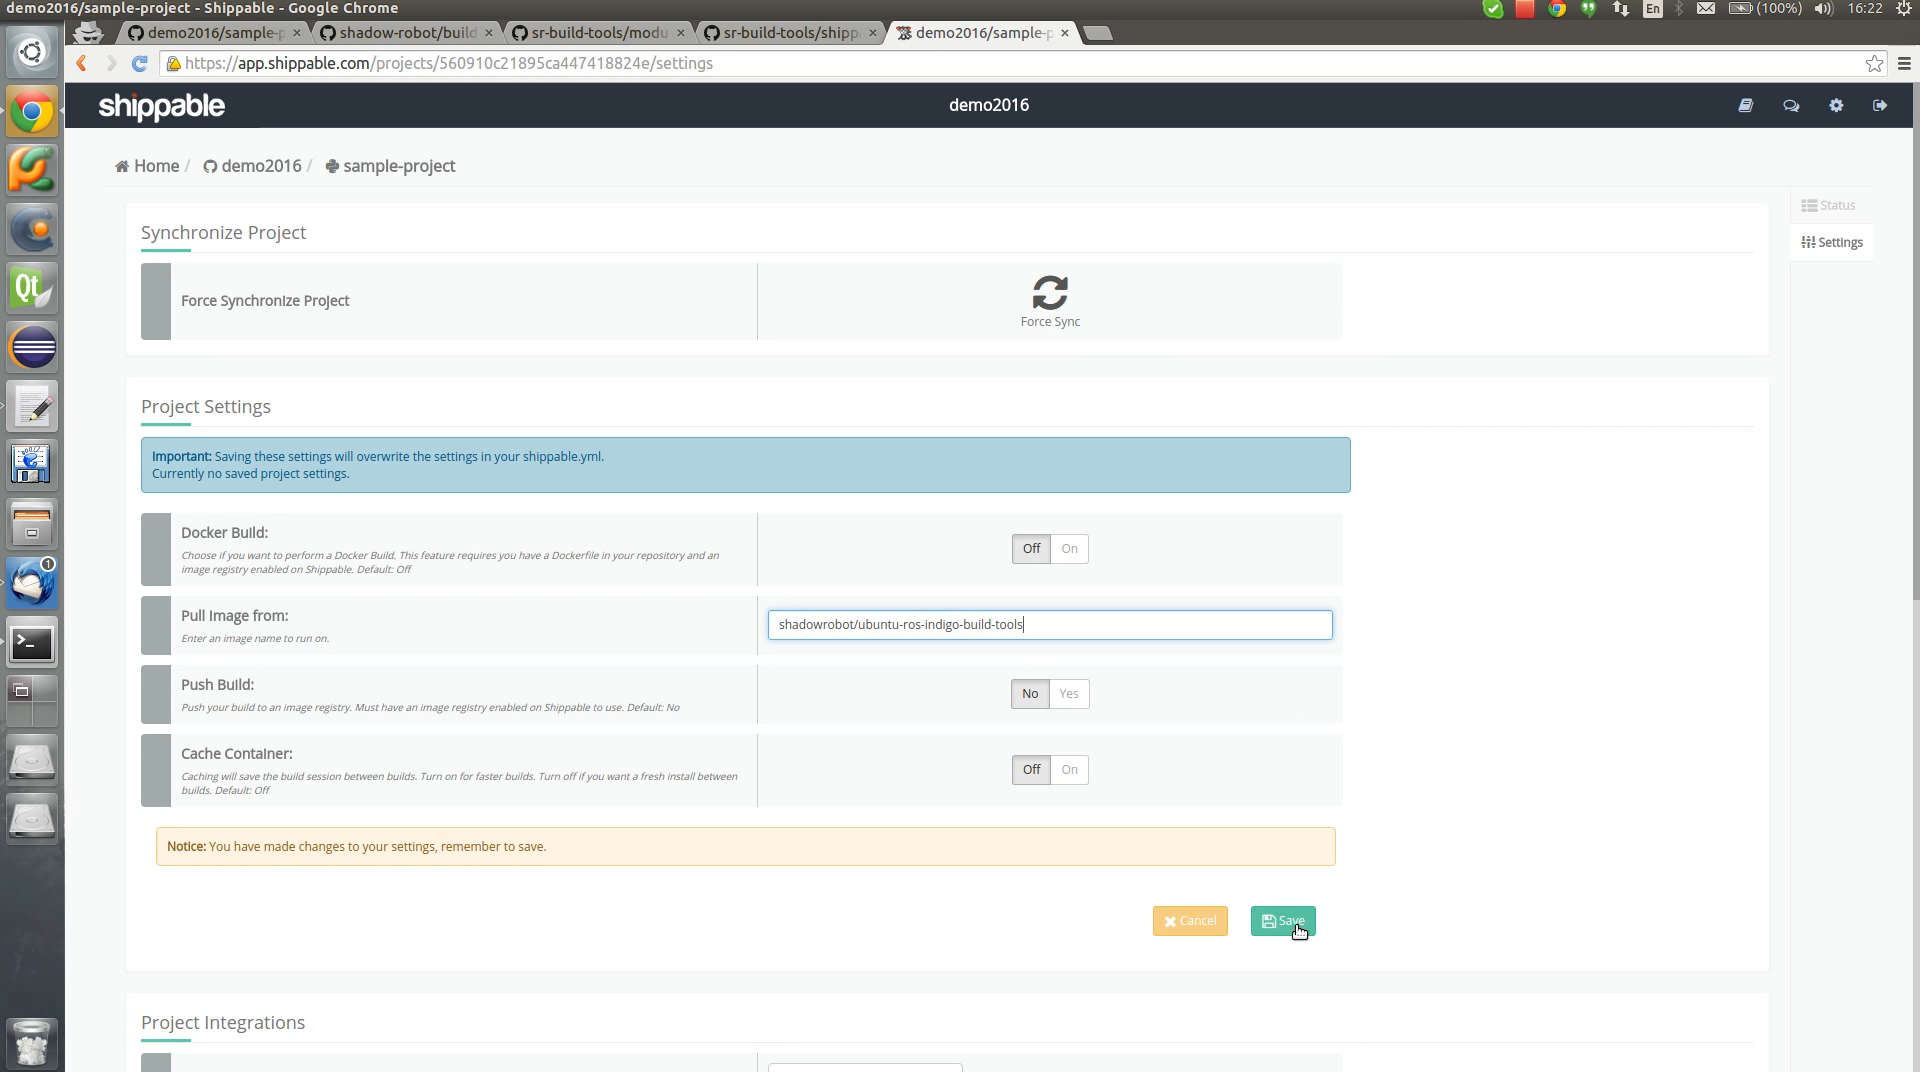 demo2016/sample-project - Shippable - Google Chrome
En
(100%)
16:22
demo2016/sample-p
shadow-robot/build
sr-build-tools/modu
sr-build-tools/shipp
demo2016/sample-p
https://app.shippable.com/projects/560910c21895ca447418824e/settings
shippable
demo2016
Home / demo2016 / sample-project
Status
Settings
Synchronize Project
Force Synchronize Project
Force Sync
Project Settings
Important: Saving these settings will overwrite the settings in your shippable.yml.
Currently no saved project settings.
Docker Build:
Choose if you want to perform a Docker Build. This feature requires you have a Dockerfile in your repository and an
image registry enabled on Shippable. Default: Off
Off On
Pull Image from:
Enter an image name to run on.
shadowrobot/ubuntu-ros-indigo-build-tools
Push Build:
Push your build to an image registry. Must have an image registry enabled on Shippable to use. Default: No
No Yes
Cache Container:
Caching will save the build session between builds. Turn on for faster builds. Turn off if you want a fresh install between
builds. Default: Off
Off On
Notice: You have made changes to your settings, remember to save.
Cancel
Save
Project Integrations
Qt
1